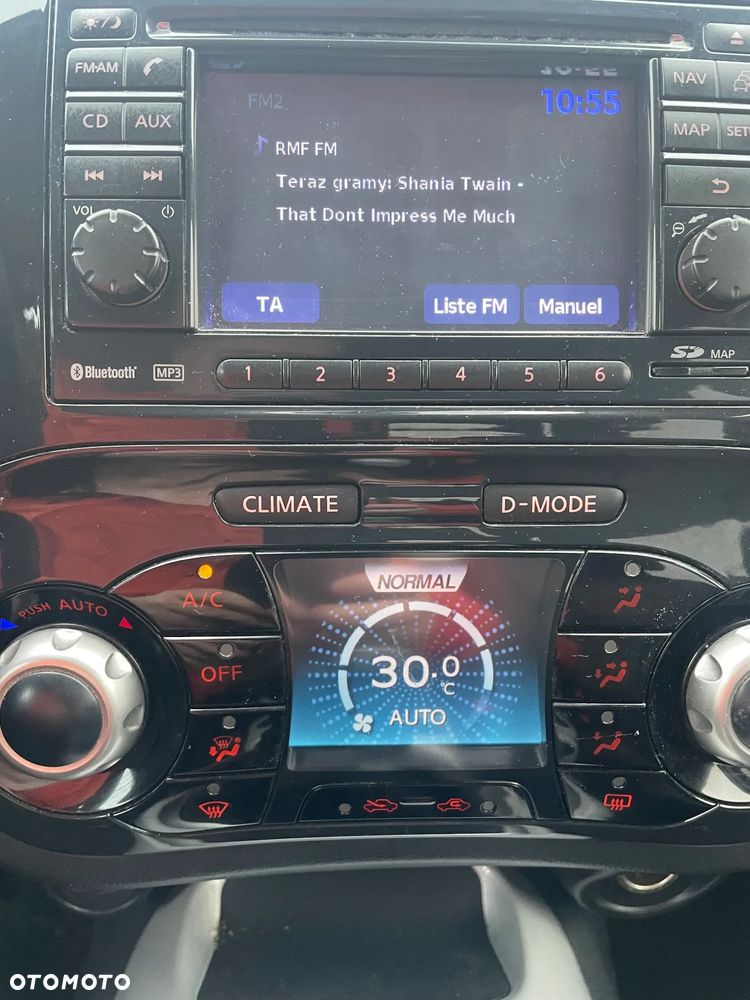 FM·AM
CD AUX
VOL
16-22
FM2
10:55
RMF FM
Teraz gramy: Shania Twain -
That Dont Impress Me Much
TA Liste FM Manuel
NAV
MAP
Bluetooth MP3
1 2 3 4 5 6
SD MAP
CLIMATE D-MODE
PUSH AUTO
A/C
OFF
NORMAL
30.0
°C
AUTO
OTOMOTO